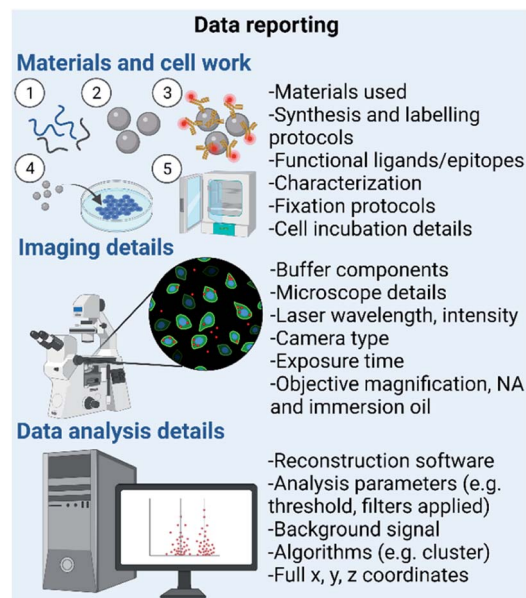 Data reporting
Materials and cell work
1
2
3
4
5
-Materials used
-Synthesis and labelling
protocols
-Functional ligands/epitopes
-Characterization
-Fixation protocols
-Cell incubation details
Imaging details
-Buffer components
-Microscope details
-Laser wavelength, intensity
-Camera type
-Exposure time
-Objective magnification, NA
and immersion oil
Data analysis details
-Reconstruction software
-Analysis parameters (e.g.
threshold, filters applied)
-Background signal
-Algorithms (e.g. cluster)
-Full x, y, z coordinates